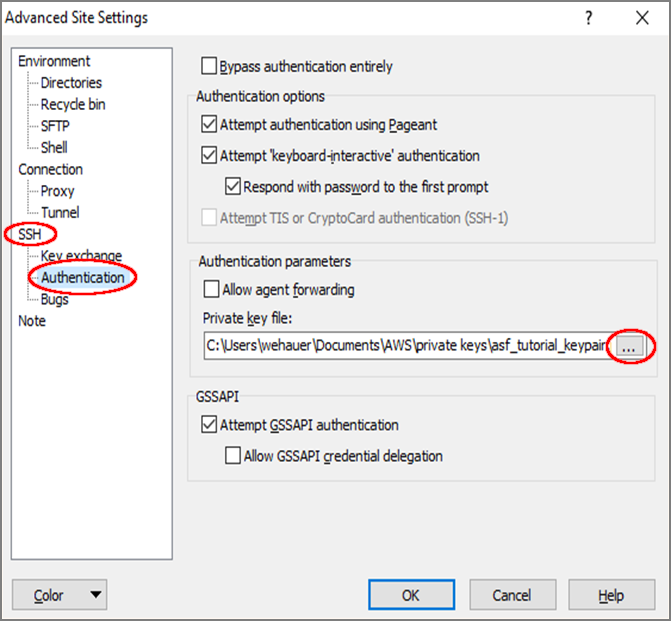 Advanced Site Settings
?
Environment
Directories
Recycle bin
SFTP
Shell
Connection
Proxy
Tunnel
SSH
Key exchange
Authentication
Bugs
Note
Bypass authentication entirely
Authentication options
Attempt authentication using Pageant
Attempt 'keyboard-interactive' authentication
Respond with password to the first prompt
Attempt TIS or CryptoCard authentication (SSH-1)
Authentication parameters
Allow agent forwarding
Private key file:
C:\Users\wehauer\Documents\AWS\private keys\asf_tutorial_keypair
...
GSSAPI
Attempt GSSAPI authentication
Allow GSSAPI credential delegation
Color
OK
Cancel
Help